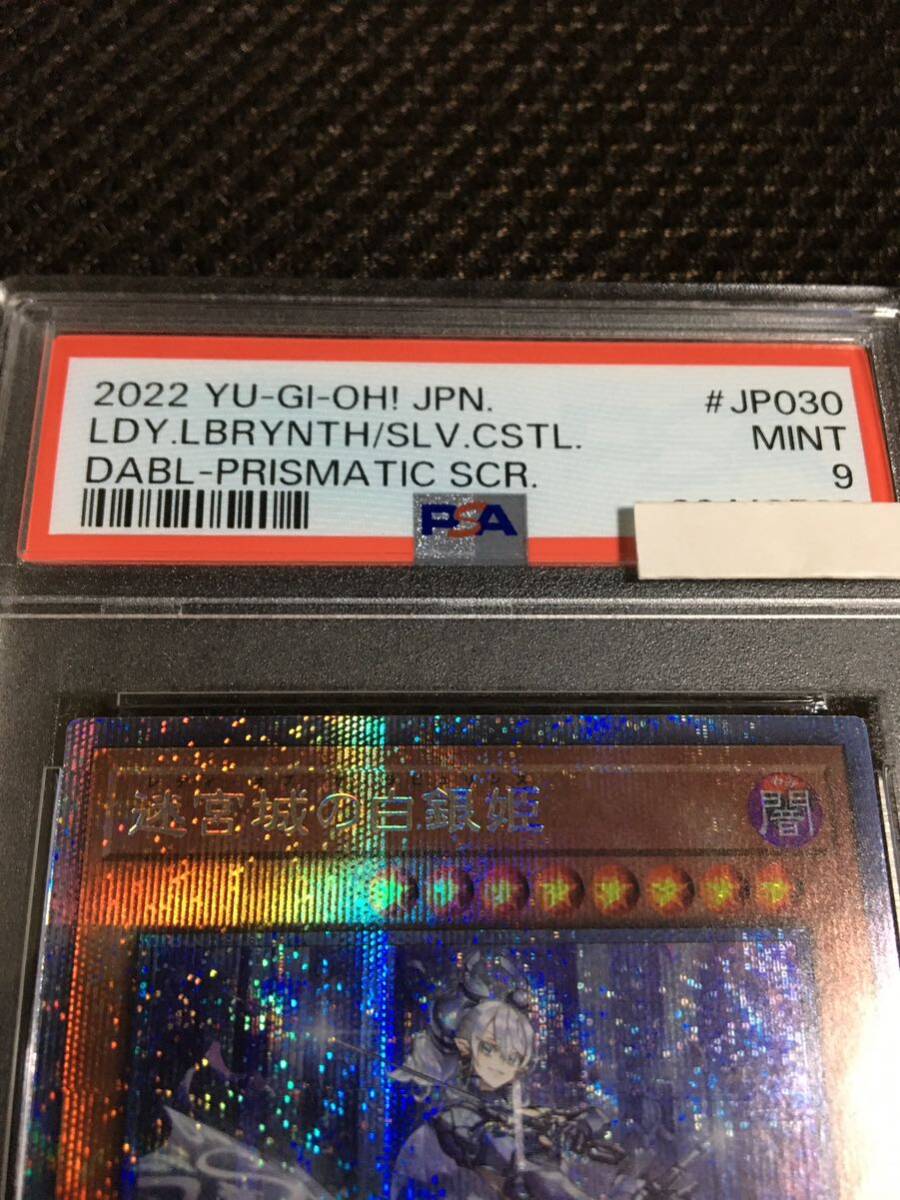 2022 YU-GI-OH! JPN. #JP030
LDY.LBRYNTH/SLV.CSTL. MINT
DABL-PRISMATIC SCR. 9
PSA
迷宮城の白銀姫 闇